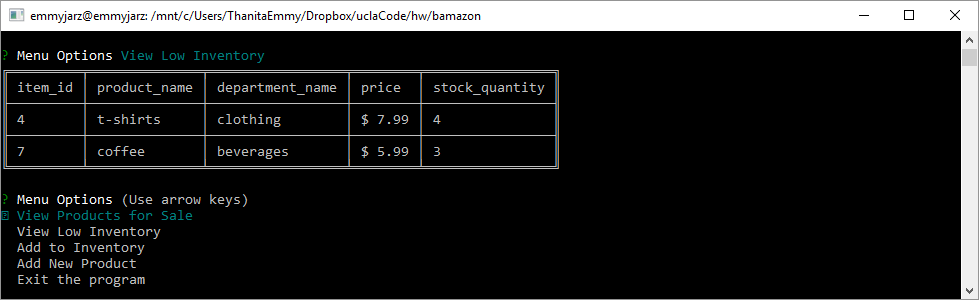 emmyjarz@emmyjarz: /mnt/c/Users/ThanitaEmmy/Dropbox/uclaCode/hw/bamazon
? Menu Options View Low Inventory
item_id product_name department_name price stock_quantity
4 t-shirts clothing $ 7.99 4
7 coffee beverages $ 5.99 3
? Menu Options (Use arrow keys)
View Products for Sale
View Low Inventory
Add to Inventory
Add New Product
Exit the program